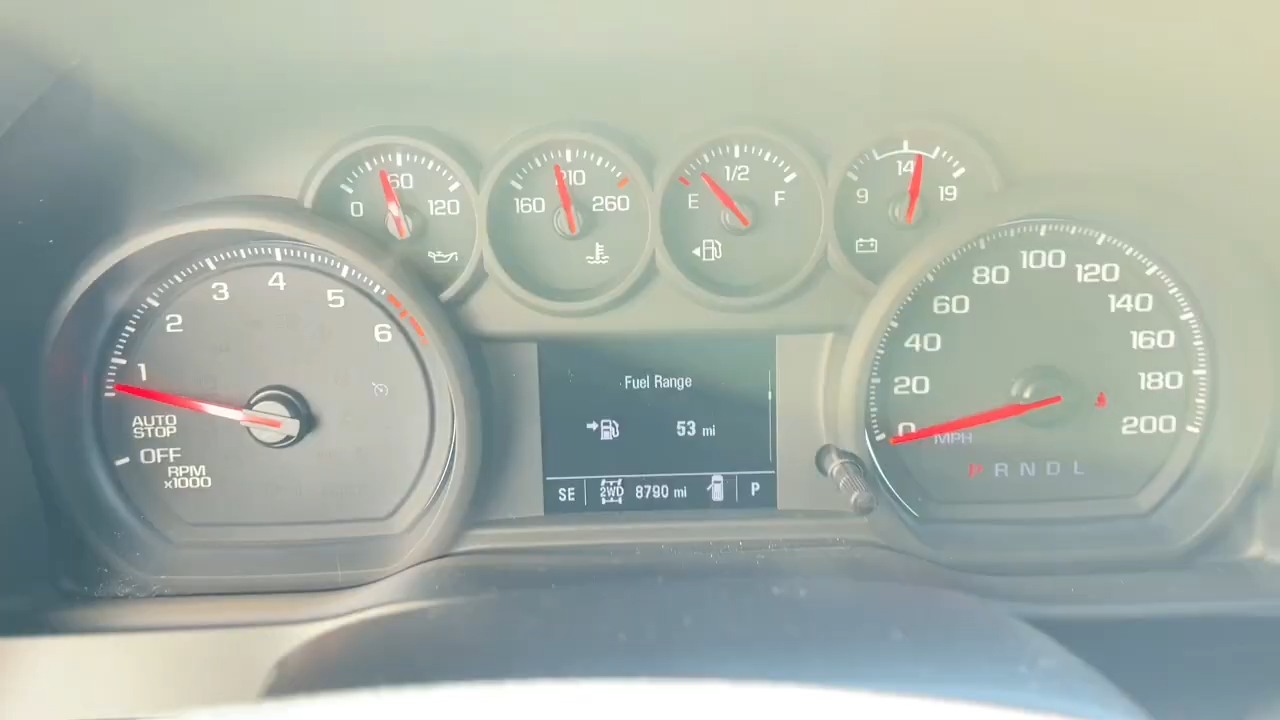 0 60 120
160 210 260
E 1/2 F
9 14 19
1 2 3 4 5 6
AUTO
STOP
OFF
RPM
x1000
Fuel Range
53 mi
SE 2WD 8790 mi P
0 20 40 60 80 100 120 140 160 180 200
MPH
P R N D L